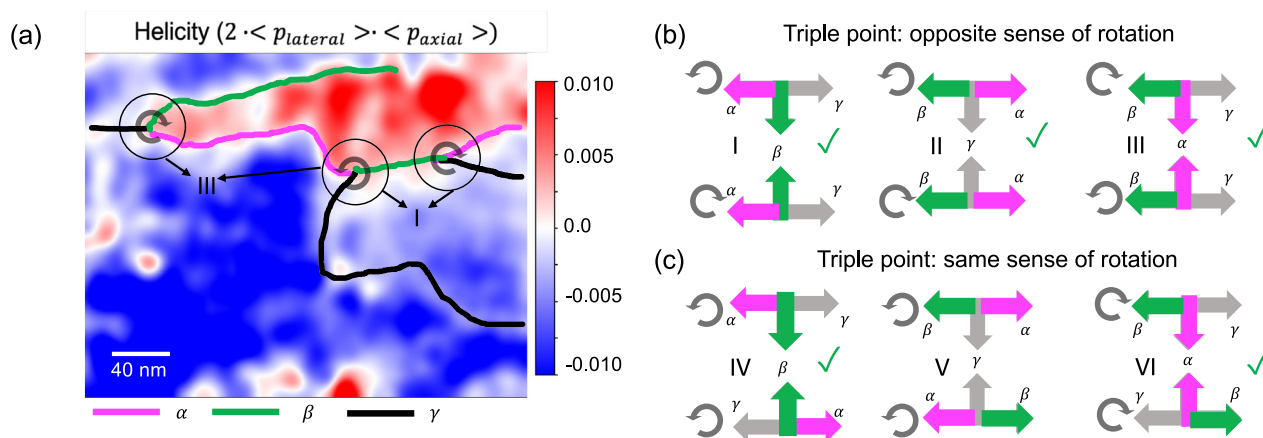 (a)
Helicity (2 ·< p_lateral > ·< p_axial >)
III
I
40 nm
0.010
0.005
0.0
-0.005
-0.010
α β γ
(b) Triple point: opposite sense of rotation
α γ β α β γ
I β ✓ II γ ✓ III α ✓
α γ β α β γ
(c) Triple point: same sense of rotation
α γ β α β γ
IV β ✓ V γ VI α ✓
γ α α β γ β